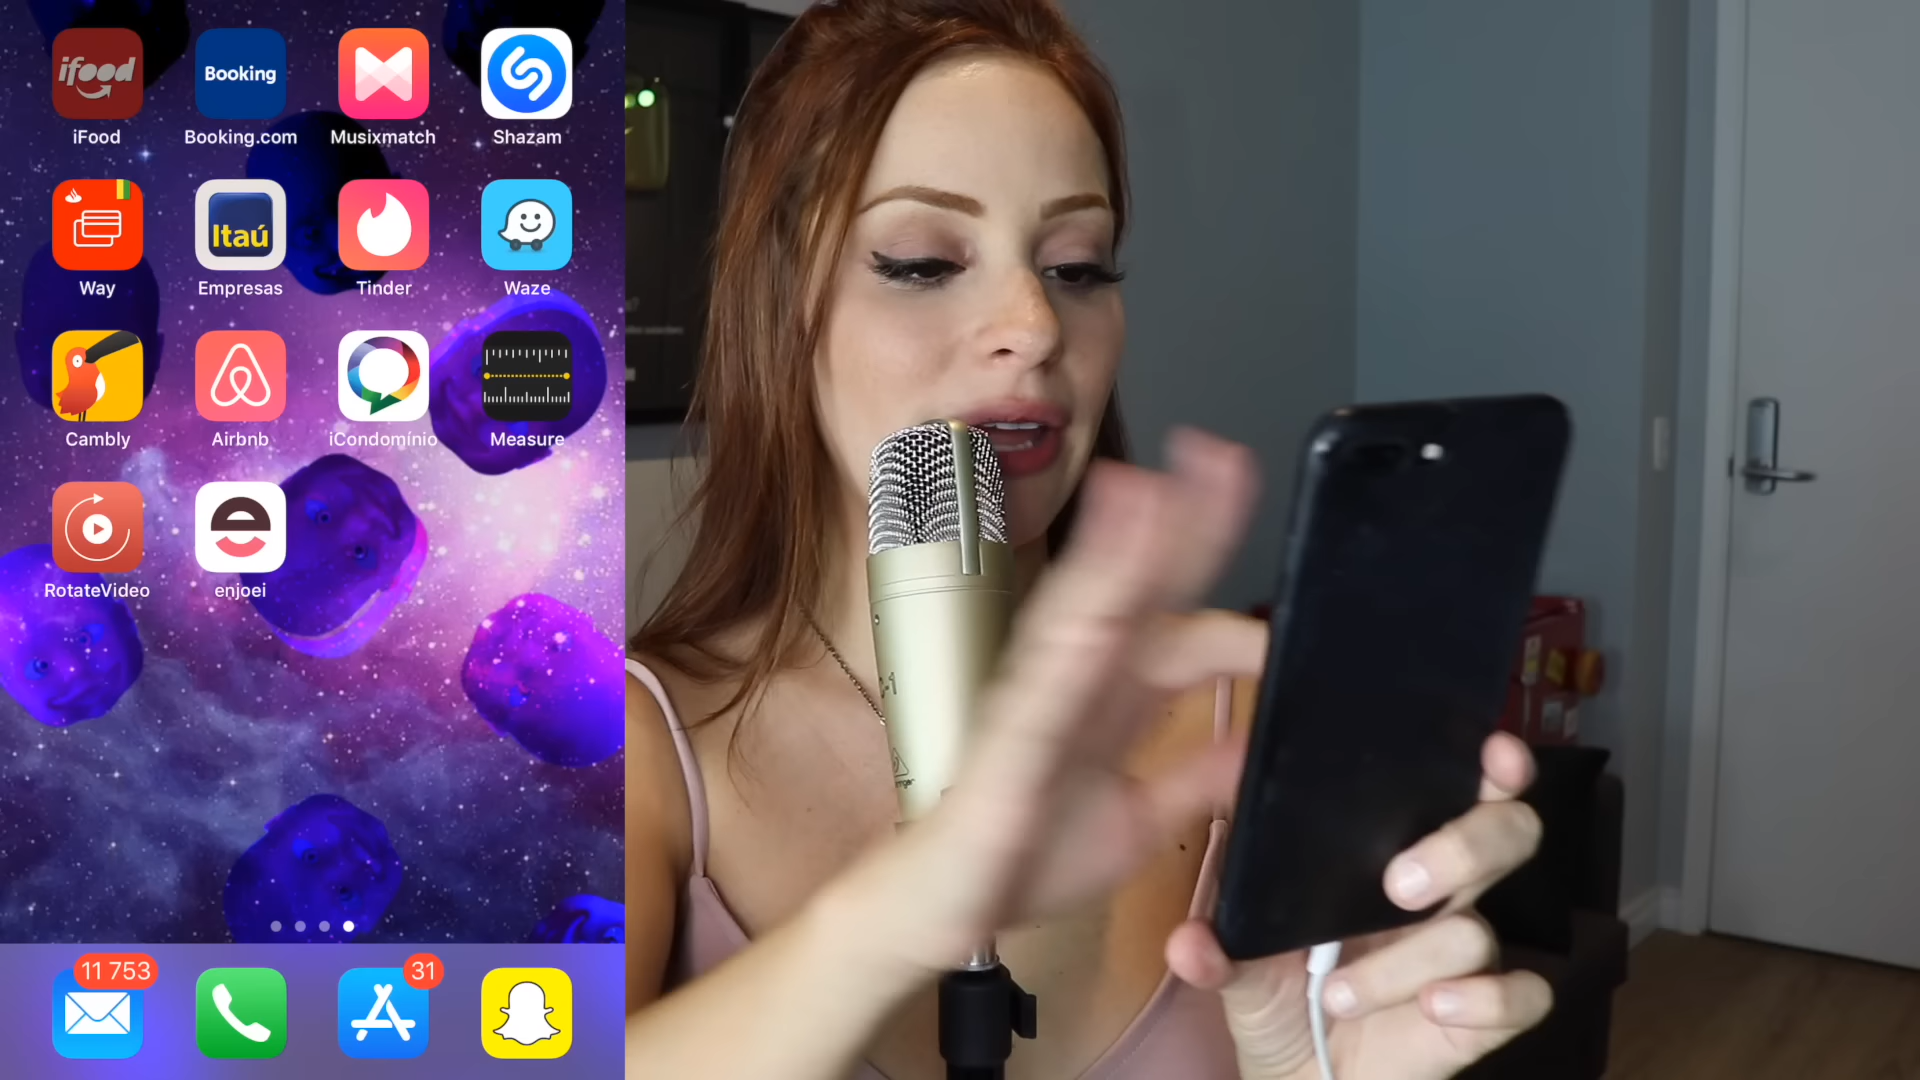 ifood
Booking
iFood
Booking.com
Musixmatch
Shazam
Itaú
Way
Empresas
Tinder
Waze
Cambly
Airbnb
iCondomínio
Measure
e
RotateVideo
enjoei
C-1
11 753
31